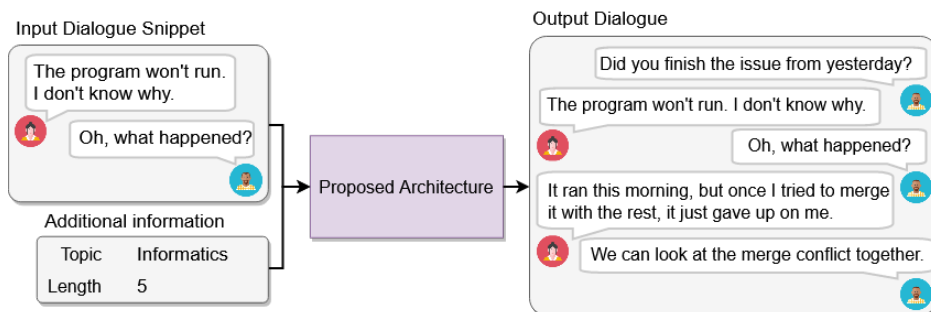 Input Dialogue Snippet
The program won't run.
I don't know why.
Oh, what happened?
Additional information
Topic Informatics
Length 5
Proposed Architecture
Output Dialogue
Did you finish the issue from yesterday?
The program won't run. I don't know why.
Oh, what happened?
It ran this morning, but once I tried to merge
it with the rest, it just gave up on me.
We can look at the merge conflict together.